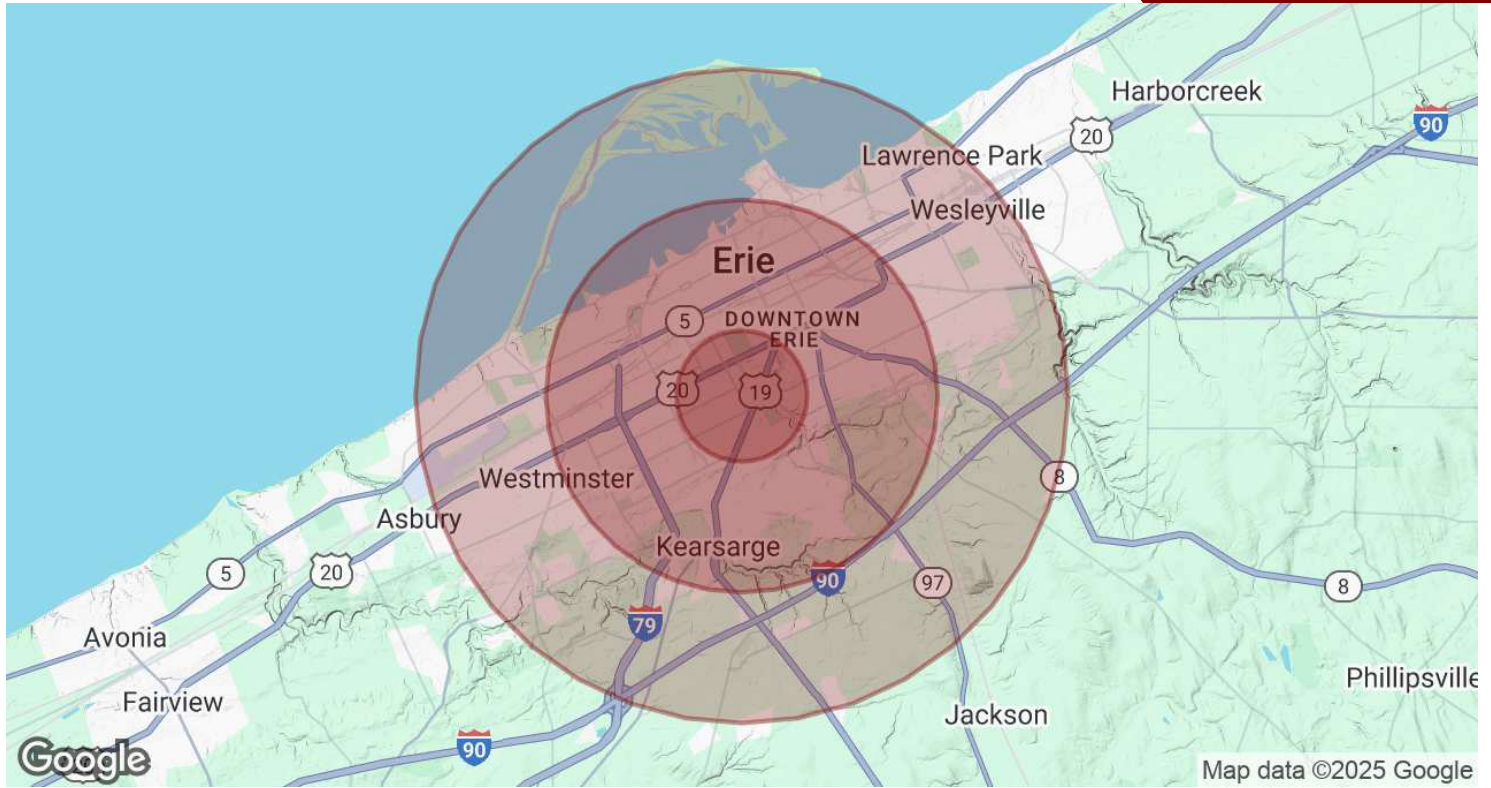 Harborcreek
90
20
Lawrence Park
Wesleyville
Erie
5
DOWNTOWN
ERIE
20
19
Westminster
8
Asbury
Kearsarge
5
20
90
97
8
79
Avonia
Phillipsville
Fairview
Jackson
90
Google
Map data ©2025 Google